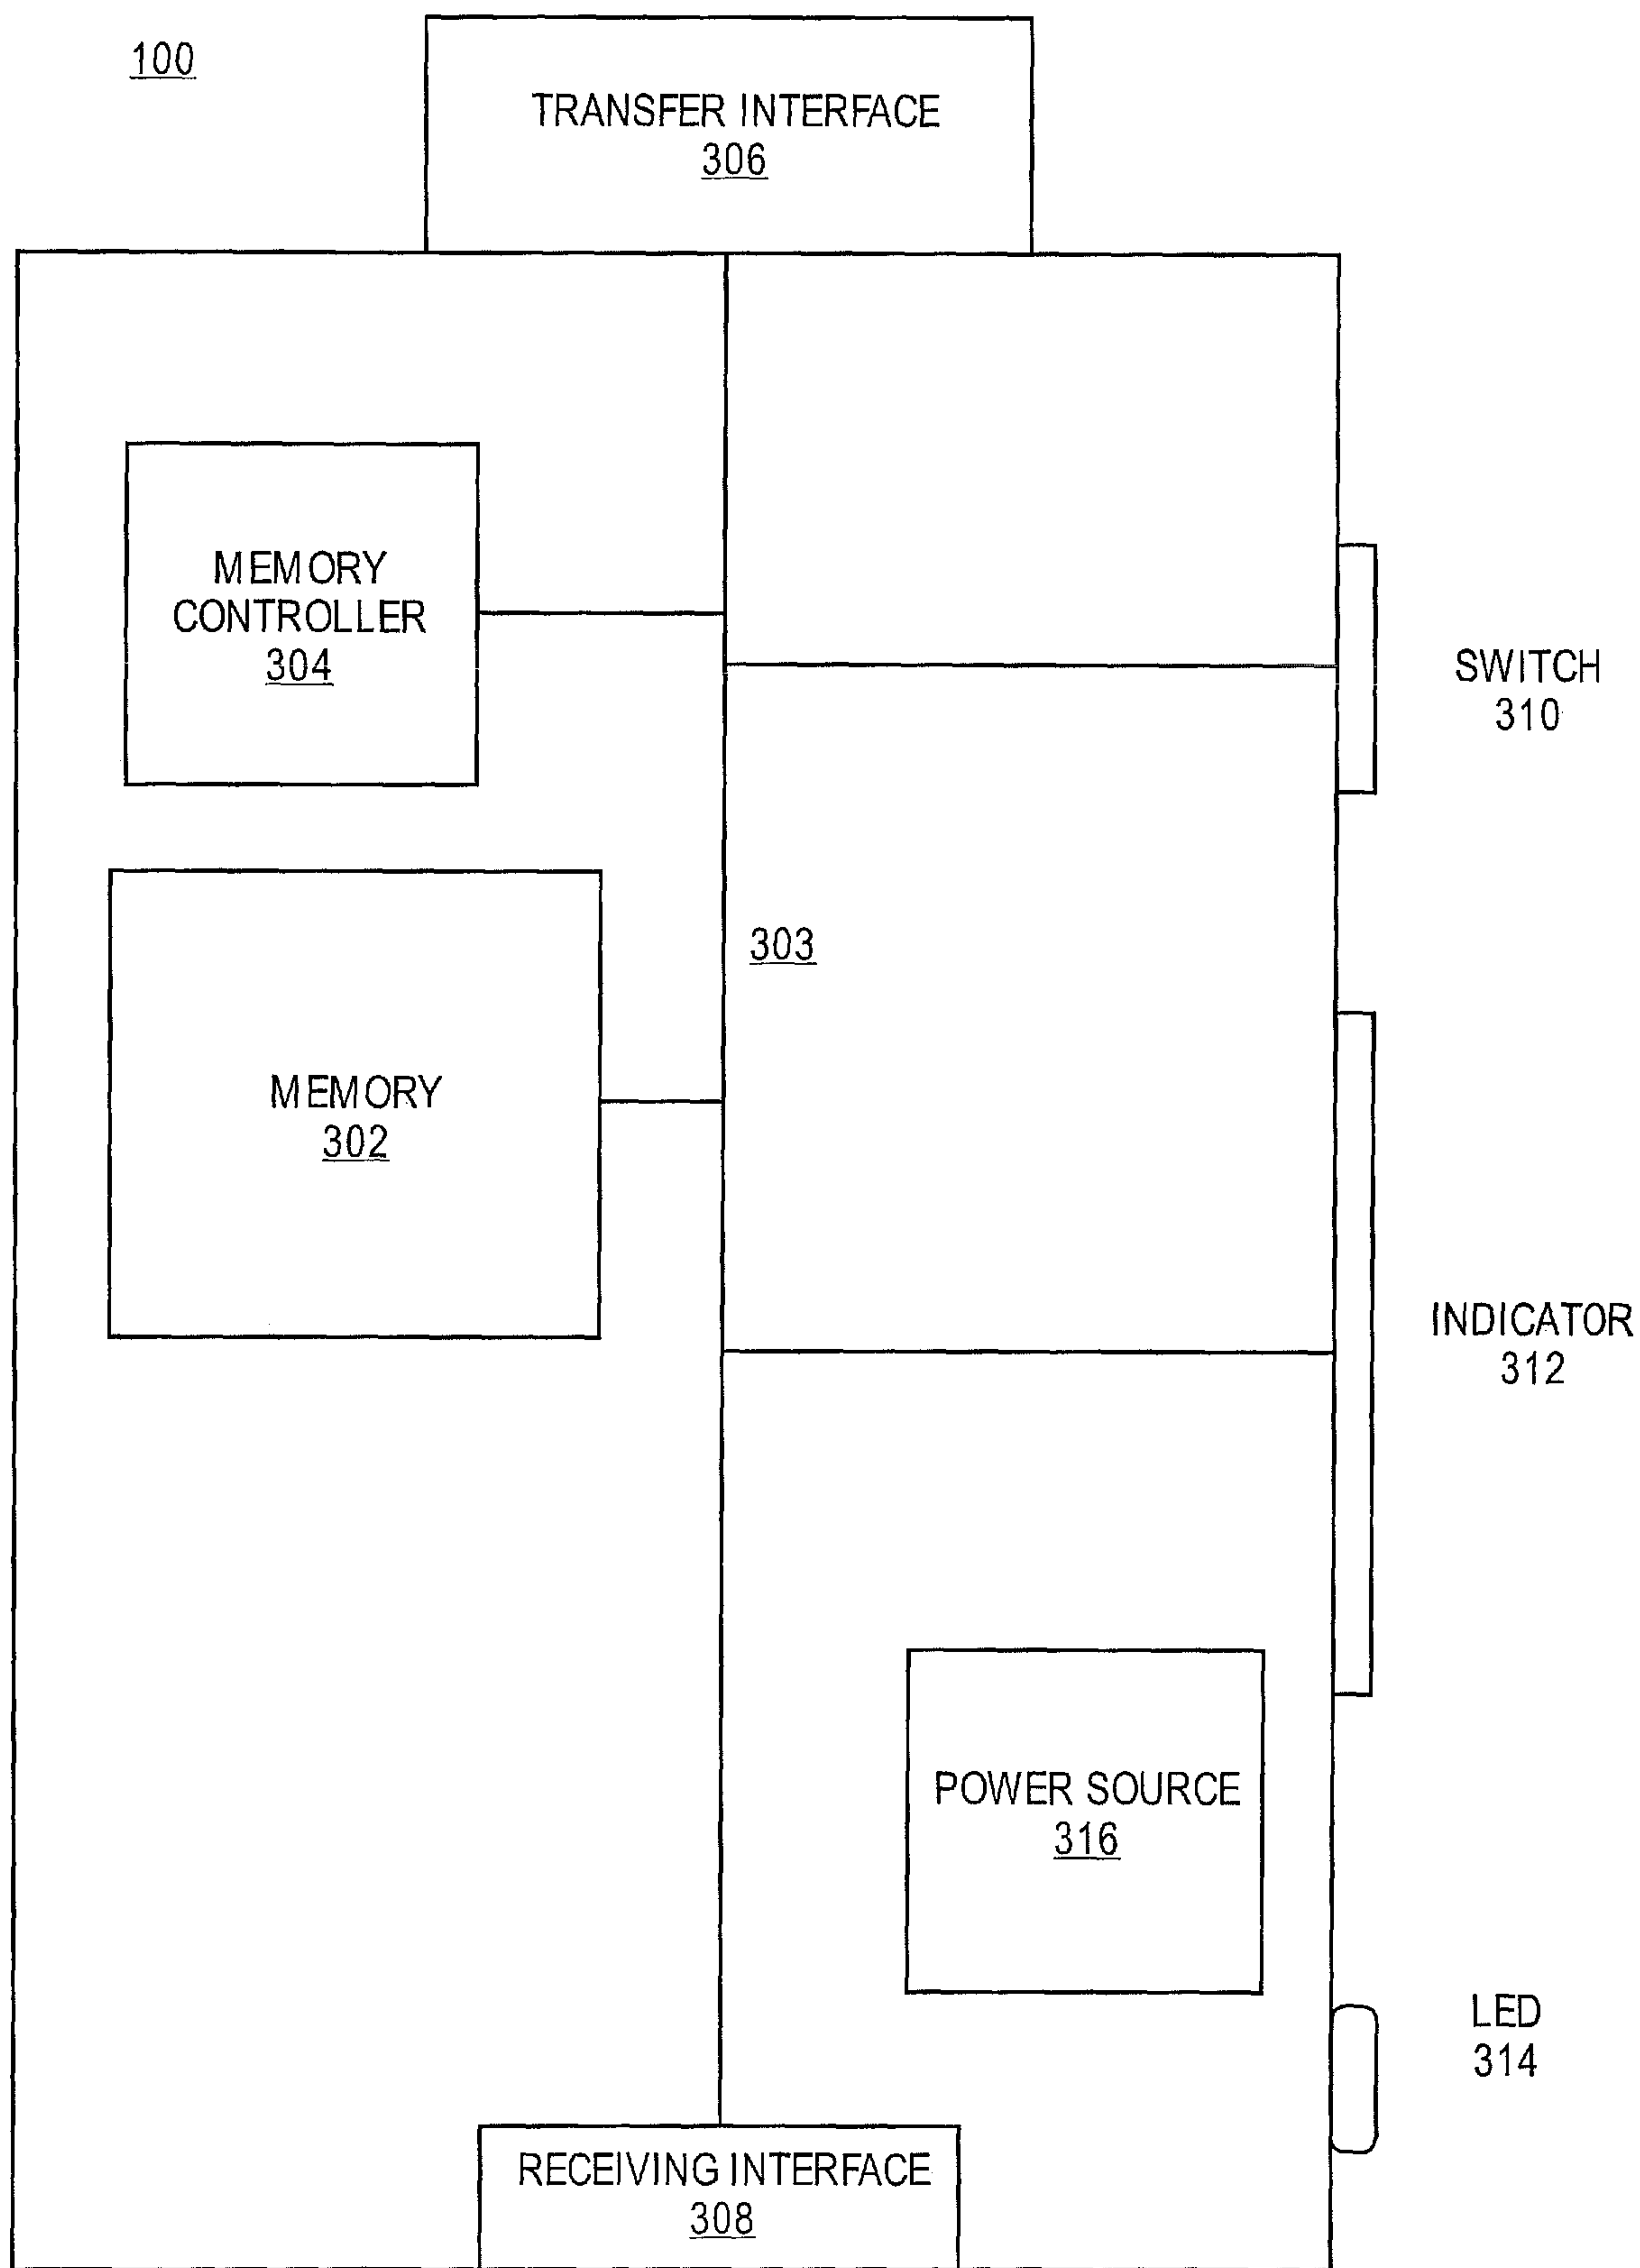 100
TRANSFER INTERFACE
306
MEMORY
CONTROLLER
304
SWITCH
310
303
MEMORY
302
INDICATOR
312
POWER SOURCE
316
LED
314
RECEIVING INTERFACE
308